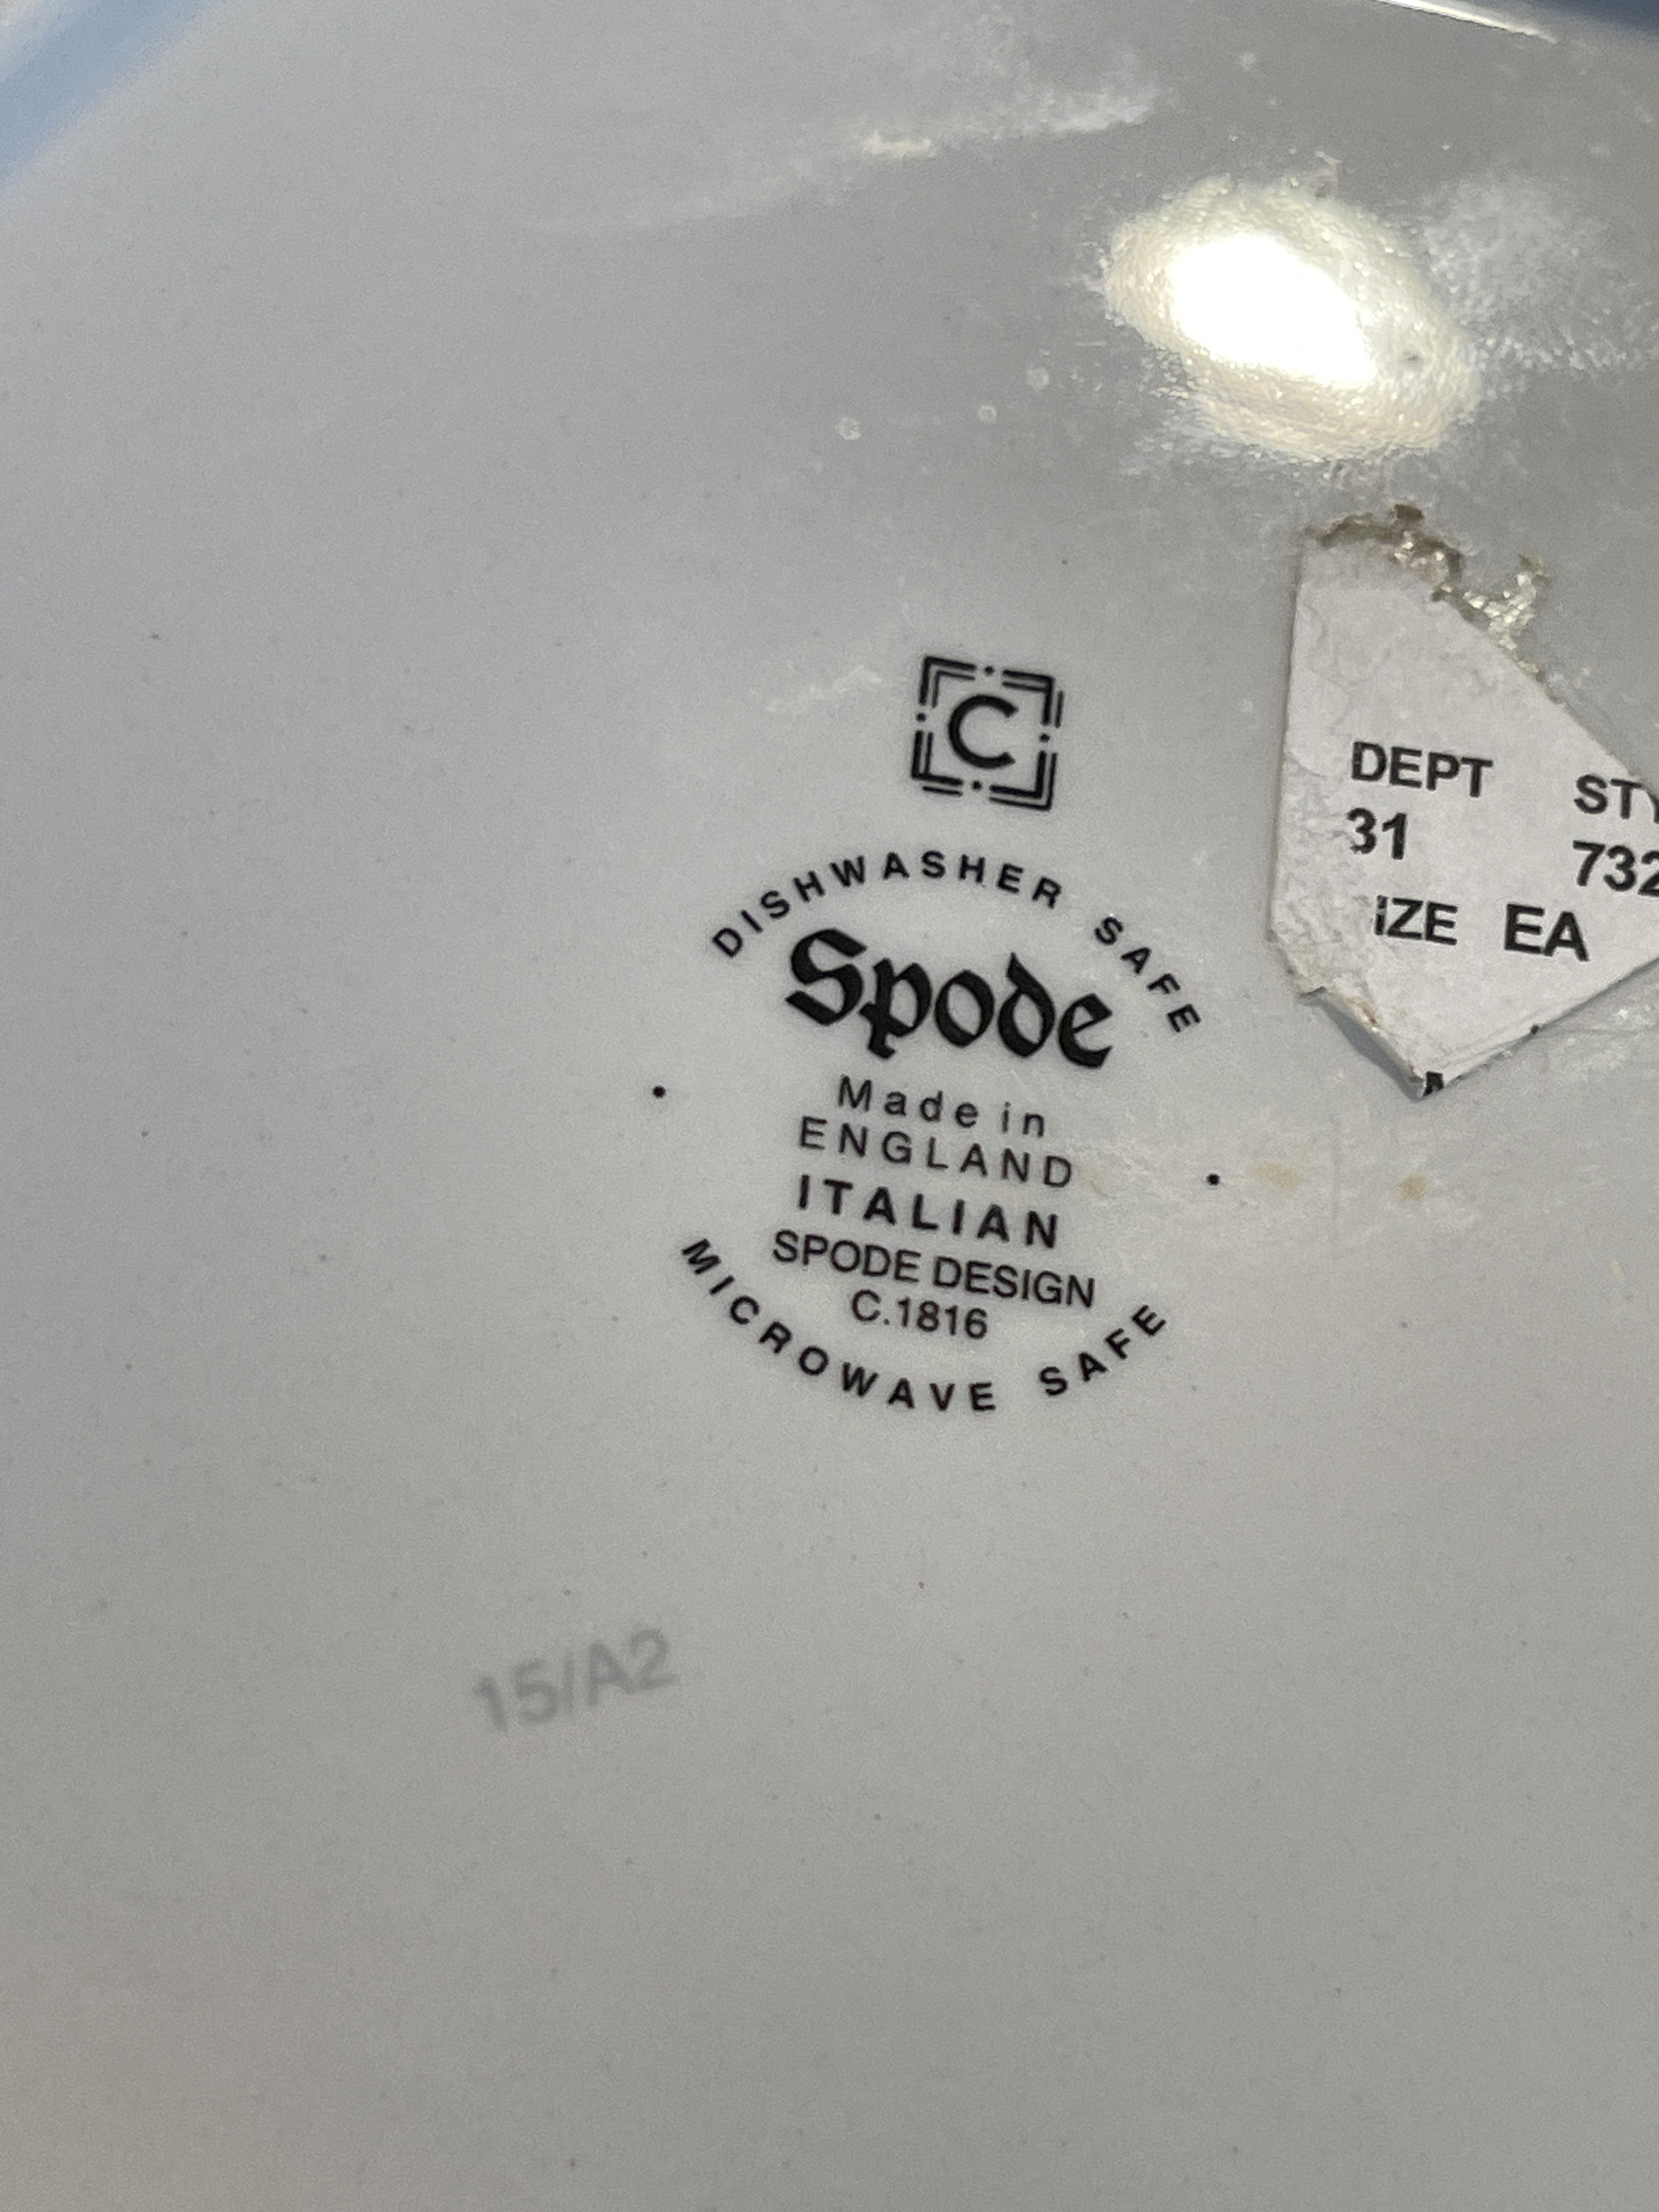 C
DISHWASHER SAFE
Spode
Made in
ENGLAND
ITALIAN
SPODE DESIGN
C.1816
MICROWAVE SAFE
DEPT STY
31 732
IZE EA
15/A2